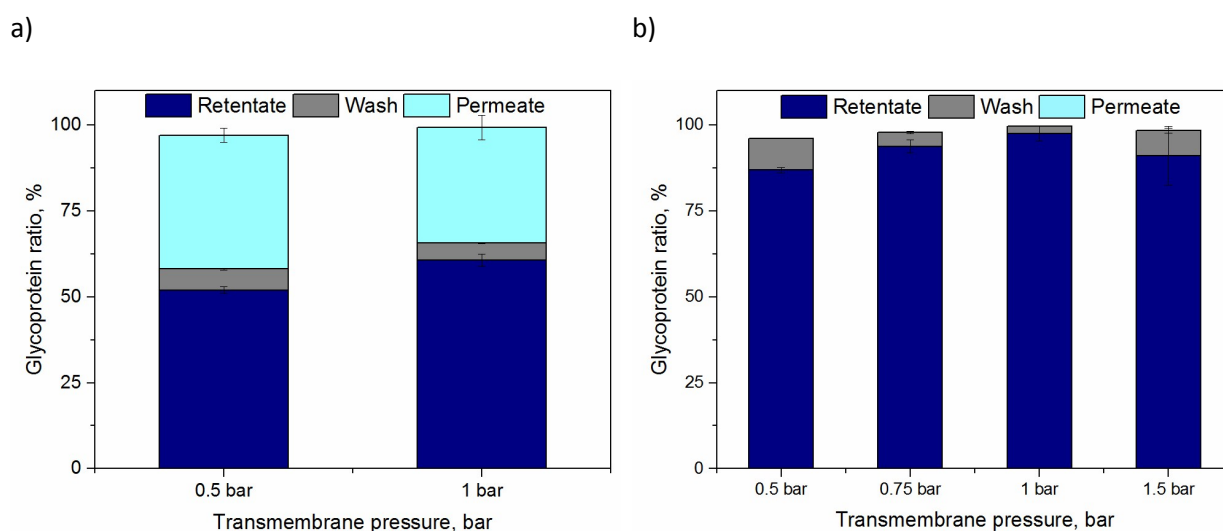 a)
Retentate Wash Permeate
100
75
50
25
0
Glycoprotein ratio, %
0.5 bar 1 bar
Transmembrane pressure, bar
b)
Retentate Wash Permeate
100
75
50
25
0
Glycoprotein ratio, %
0.5 bar 0.75 bar 1 bar 1.5 bar
Transmembrane pressure, bar